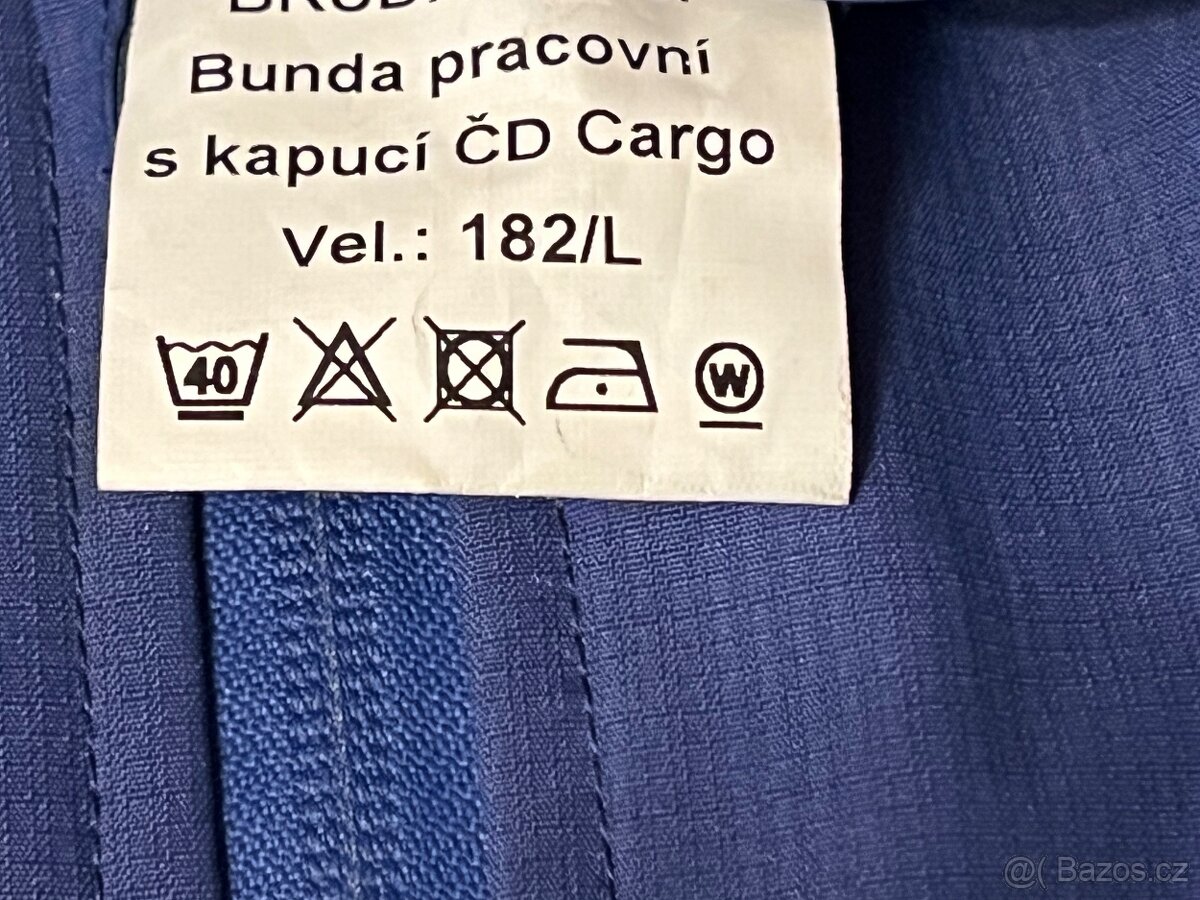 Bunda pracovní
s kapucí ČD Cargo
Vel.: 182/L
40
W
@( Bazos.cz